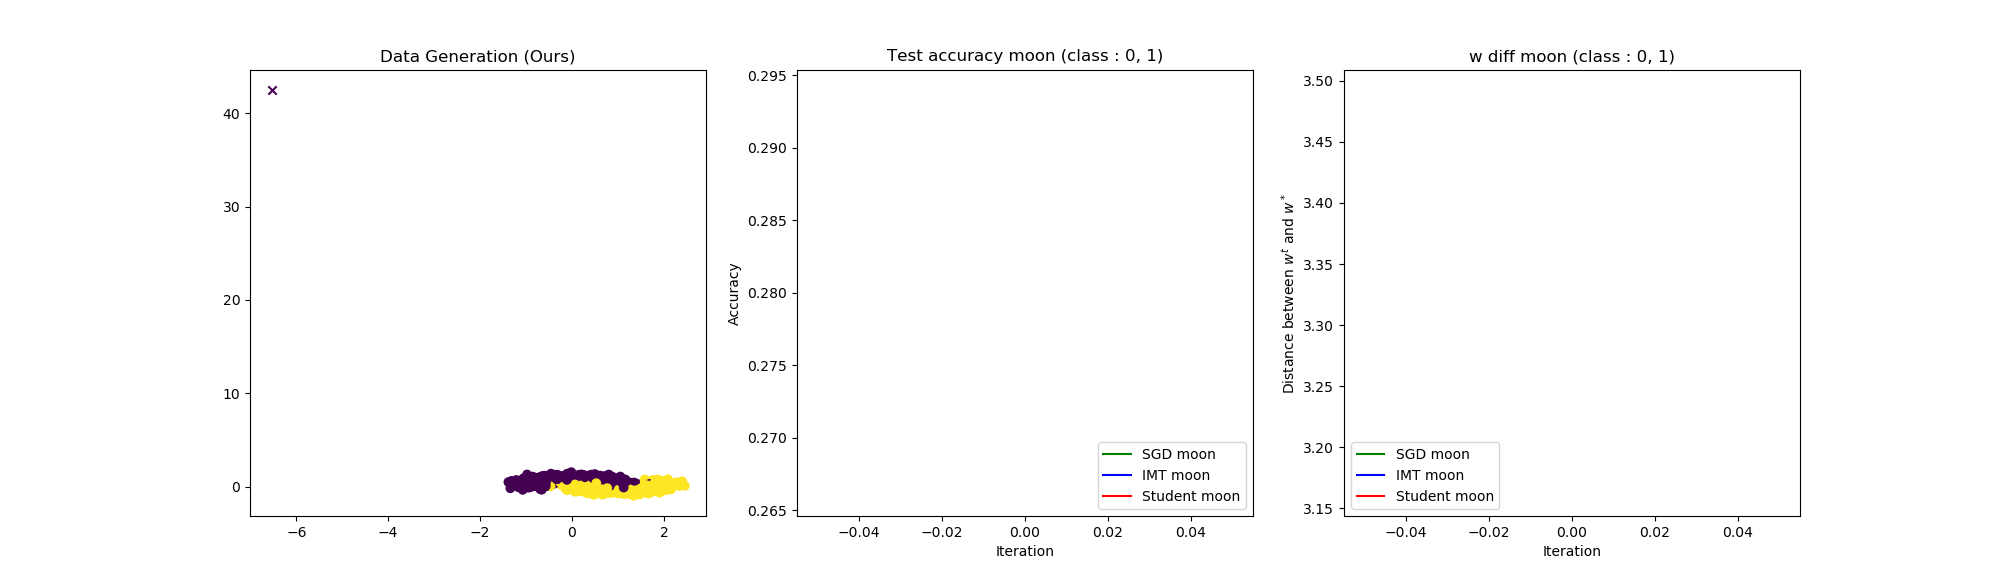 Data Generation (Ours)
40
30
20
10
0
−6
−4
−2
0
2
Test accuracy moon (class : 0, 1)
Accuracy
0.295
0.290
0.285
0.280
0.275
0.270
0.265
SGD moon
IMT moon
Student moon
−0.04
−0.02
0.00
0.02
0.04
Iteration
w diff moon (class : 0, 1)
Distance between w^t and w^*
3.50
3.45
3.40
3.35
3.30
3.25
3.20
3.15
SGD moon
IMT moon
Student moon
−0.04
−0.02
0.00
0.02
0.04
Iteration